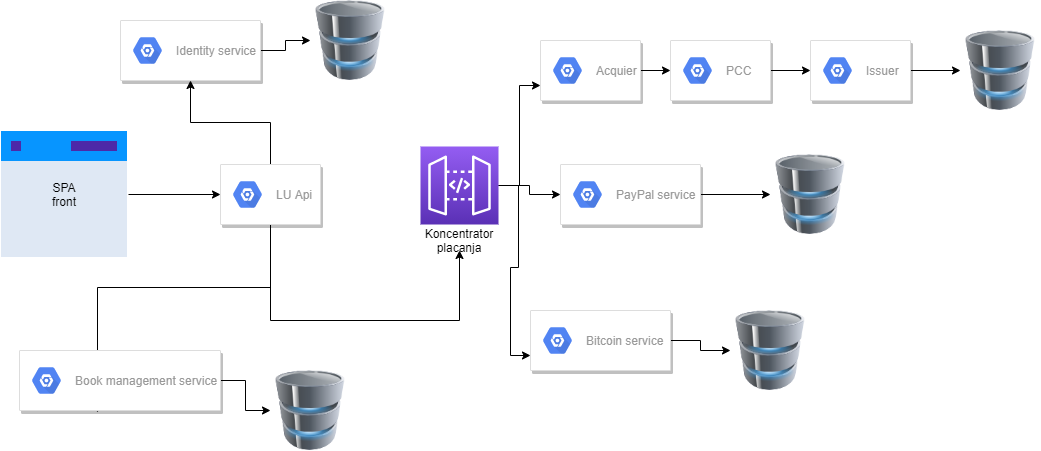 Identity service
Acquier
PCC
Issuer
SPA
front
LU Api
Koncentrator
placanja
PayPal service
Bitcoin service
Book management service